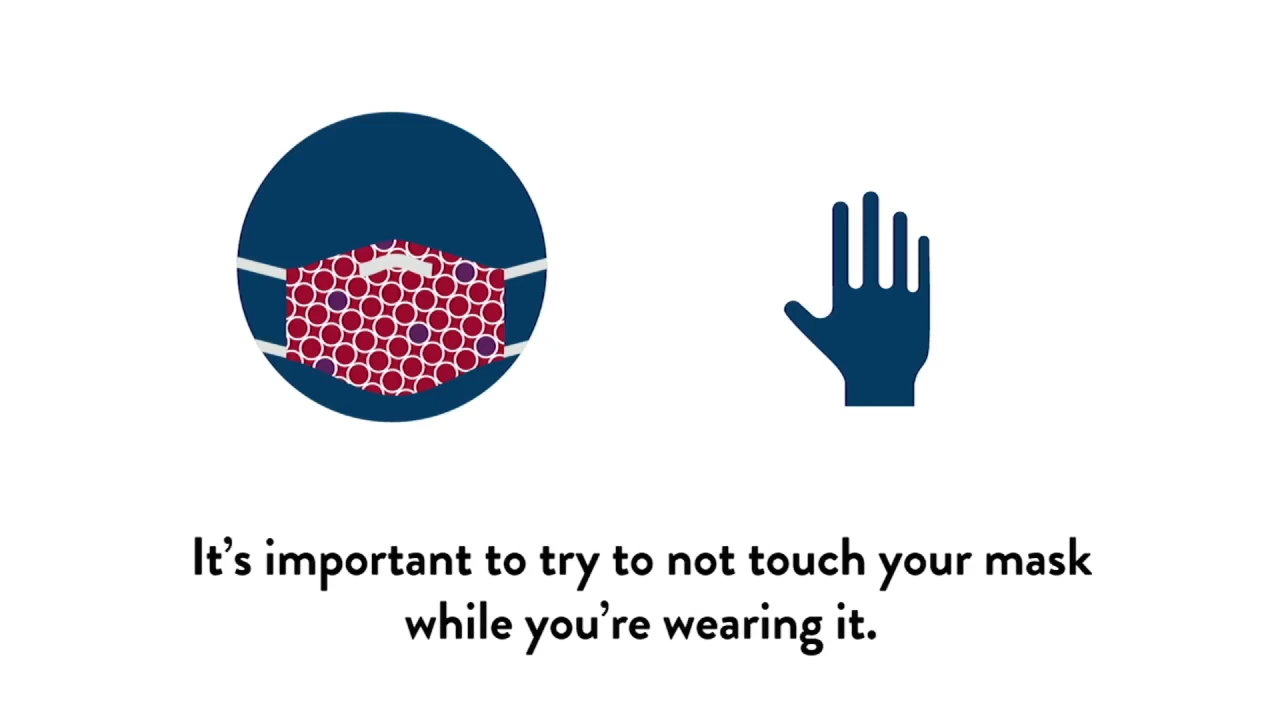 It’s important to try to not touch your mask
while you’re wearing it.